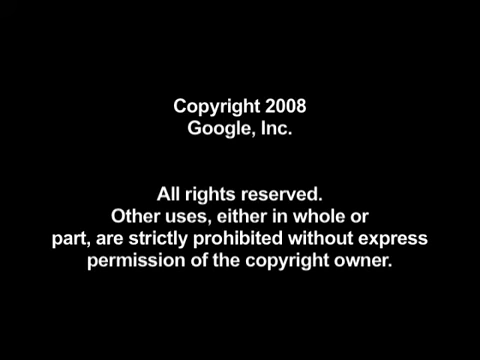 Copyright 2008
Google, Inc.
All rights reserved.
Other uses, either in whole or
part, are strictly prohibited without express
permission of the copyright owner.